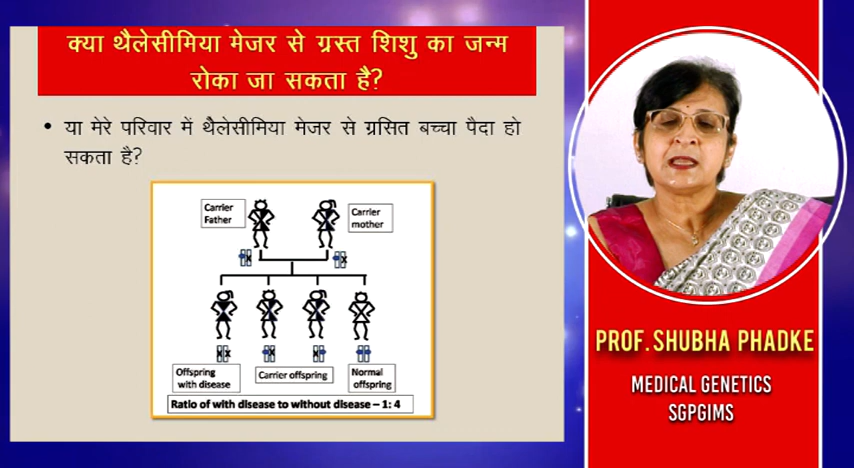 क्या थैलेसीमिया मेजर से ग्रस्त शिशु का जन्म
रोका जा सकता है?
• या मेरे परिवार में थैलेसीमिया मेजर से ग्रसित बच्चा पैदा हो
सकता है?
Carrier
Father
Carrier
mother
Offspring
with disease
Carrier offspring
Normal
offspring
Ratio of with disease to without disease – 1: 4
PROF. SHUBHA PHADKE
MEDICAL GENETICS
SGPGIMS